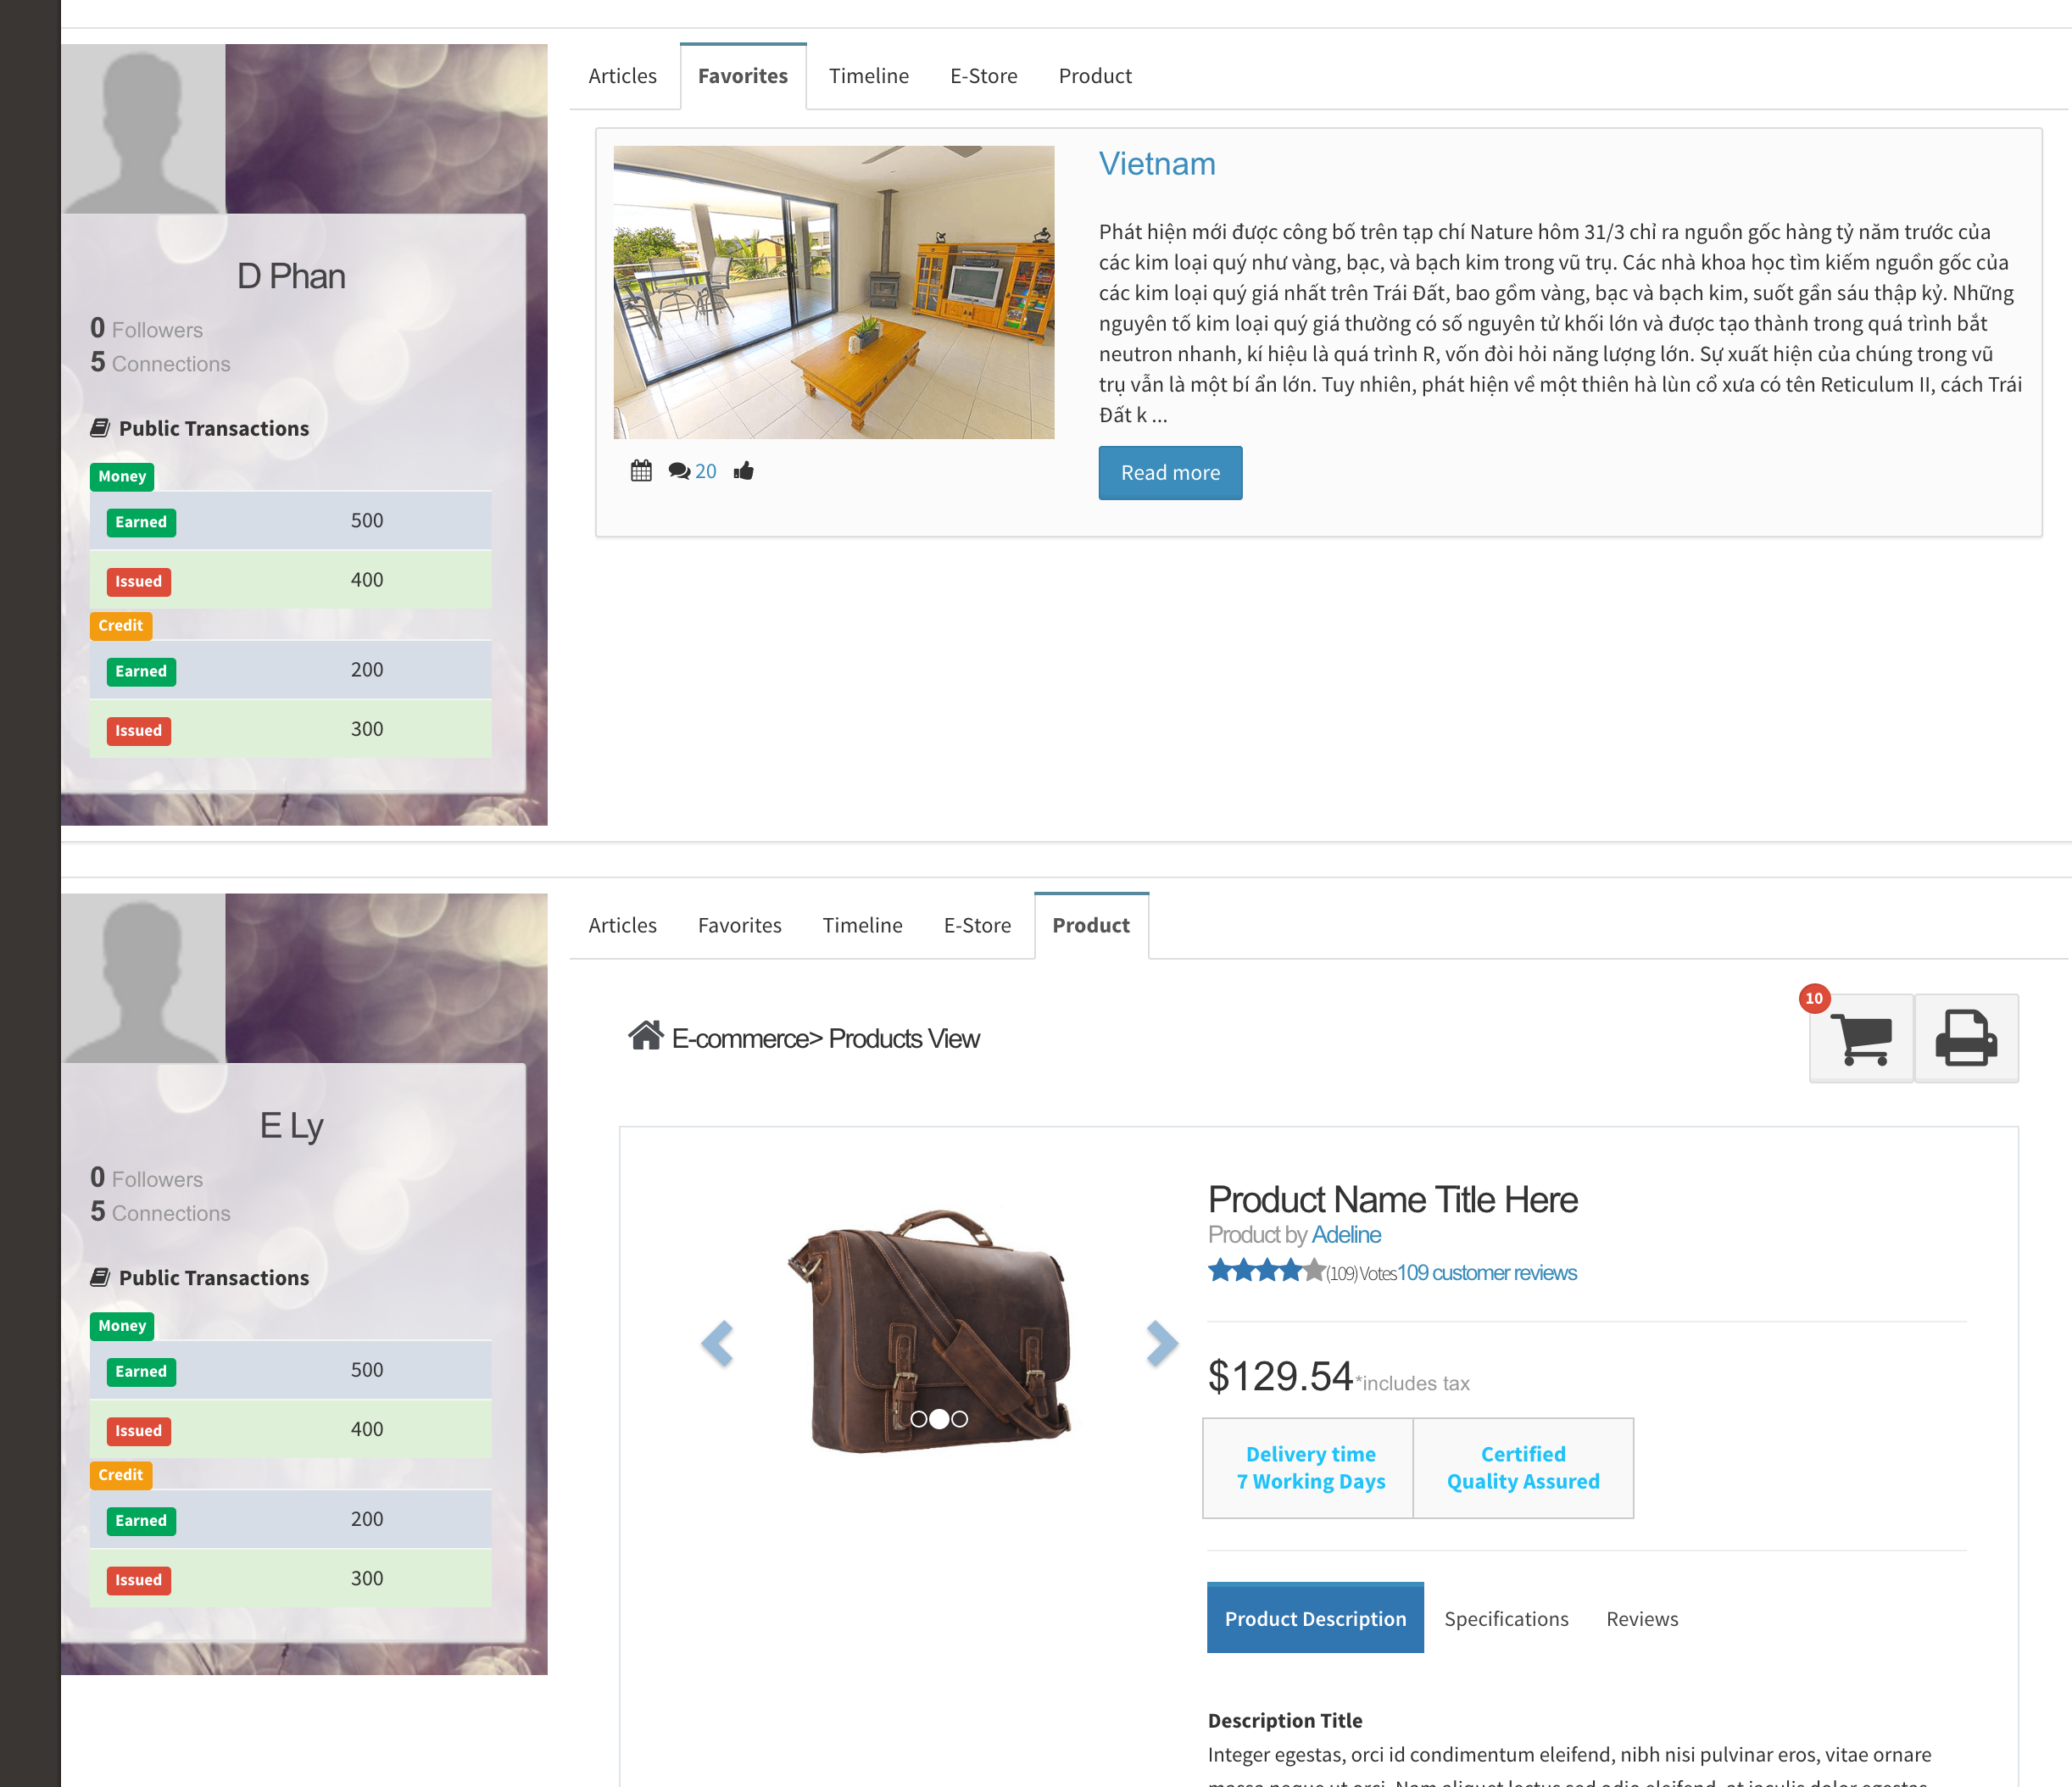 Articles
Favorites
Timeline
E-Store
Product
D Phan
0 Followers
5 Connections
Public Transactions
Money
Earned 500
Issued 400
Credit
Earned 200
Issued 300
20
Vietnam
Phát hiện mới được công bố trên tạp chí Nature hôm 31/3 chỉ ra nguồn gốc hàng tỷ năm trước của
các kim loại quý như vàng, bạc, và bạch kim trong vũ trụ. Các nhà khoa học tìm kiếm nguồn gốc của
các kim loại quý giá nhất trên Trái Đất, bao gồm vàng, bạc và bạch kim, suốt gần sáu thập kỷ. Những
nguyên tố kim loại quý giá thường có số nguyên tử khối lớn và được tạo thành trong quá trình bắt
neutron nhanh, kí hiệu là quá trình R, vốn đòi hỏi năng lượng lớn. Sự xuất hiện của chúng trong vũ
trụ vẫn là một bí ẩn lớn. Tuy nhiên, phát hiện về một thiên hà lùn cổ xưa có tên Reticulum II, cách Trái
Đất k ...
Read more
Articles
Favorites
Timeline
E-Store
Product
E Ly
0 Followers
5 Connections
Public Transactions
Money
Earned 500
Issued 400
Credit
Earned 200
Issued 300
E-commerce> Products View
10
Product Name Title Here
Product by Adeline
(109) Votes109 customer reviews
$129.54*includes tax
Delivery time
7 Working Days
Certified
Quality Assured
Product Description
Specifications
Reviews
Description Title
Integer egestas, orci id condimentum eleifend, nibh nisi pulvinar eros, vitae ornare